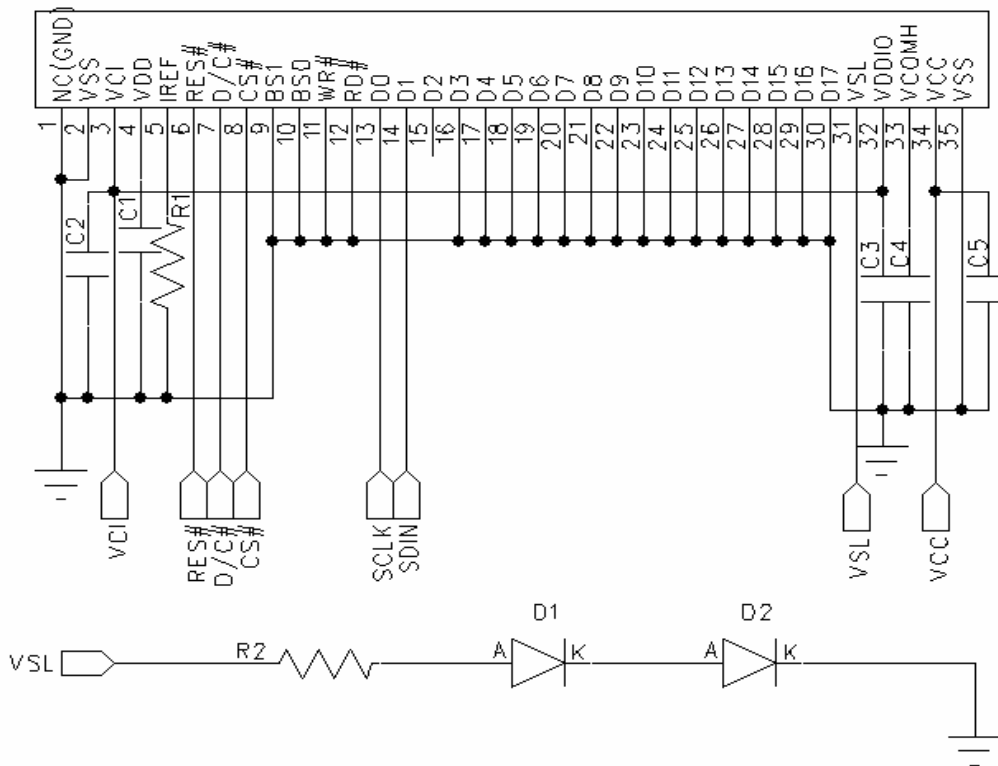 NC(GND)
VSS
VCI
VDD
IREF
RES#
D/C#
CS#
BS1
BS0
WR#
RD#
D0
D1
D2
D3
D4
D5
D6
D7
D8
D9
D10
D11
D12
D13
D14
D15
D16
D17
VSL
VDDIO
VCOMH
VCC
VSS
1
2
3
4
5
6
7
8
9
10
11
12
13
14
15
16
17
18
19
20
21
22
23
24
25
26
27
28
29
30
31
32
33
34
35
C2
C1
R1
C3
C4
C5
VCI
RES#
D/C#
CS#
SCLK
SDIN
VSL
VCC
D1
D2
VSL
R2
A
K
A
K